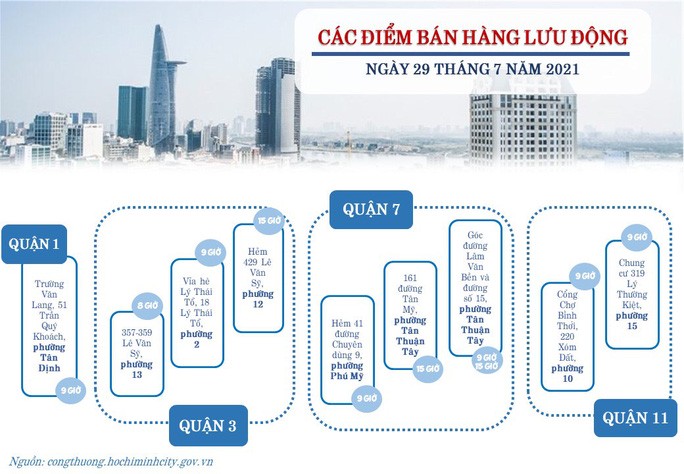 CÁC ĐIỂM BÁN HÀNG LƯU ĐỘNG
NGÀY 29 THÁNG 7 NĂM 2021
QUẬN 1
Trường
Văn
Lang, 51
Trần
Quý
Khoách,
phường
Tân
Định
9 GIỜ
QUẬN 3
8 GIỜ
357-359
Lê Văn
Sỹ,
phường
13
9 GIỜ
Vỉa hè
Lý Thái
Tổ, 18
Lý Thái
Tổ,
phường
2
15 GIỜ
Hẻm
429 Lê
Văn
Sỹ,
phường
12
QUẬN 7
Hẻm 41
đường
Chuyên
dùng 9,
phường
Phú Mỹ
9 GIỜ
161
đường
Tân
Mỹ,
phường
Tân
Thuận
Tây
15 GIỜ
Góc
đường
Lâm
Văn
Bền và
đường
số 15,
phường
Tân
Thuận
Tây
9 GIỜ
15 GIỜ
QUẬN 11
9 GIỜ
Cổng
Chợ
Bình
Thới,
220
Xóm
Đất,
phường
10
9 GIỜ
Chung
cư 319
Lý
Thường
Kiệt,
phường
15
Nguồn: congthuong.hochiminhcity.gov.vn